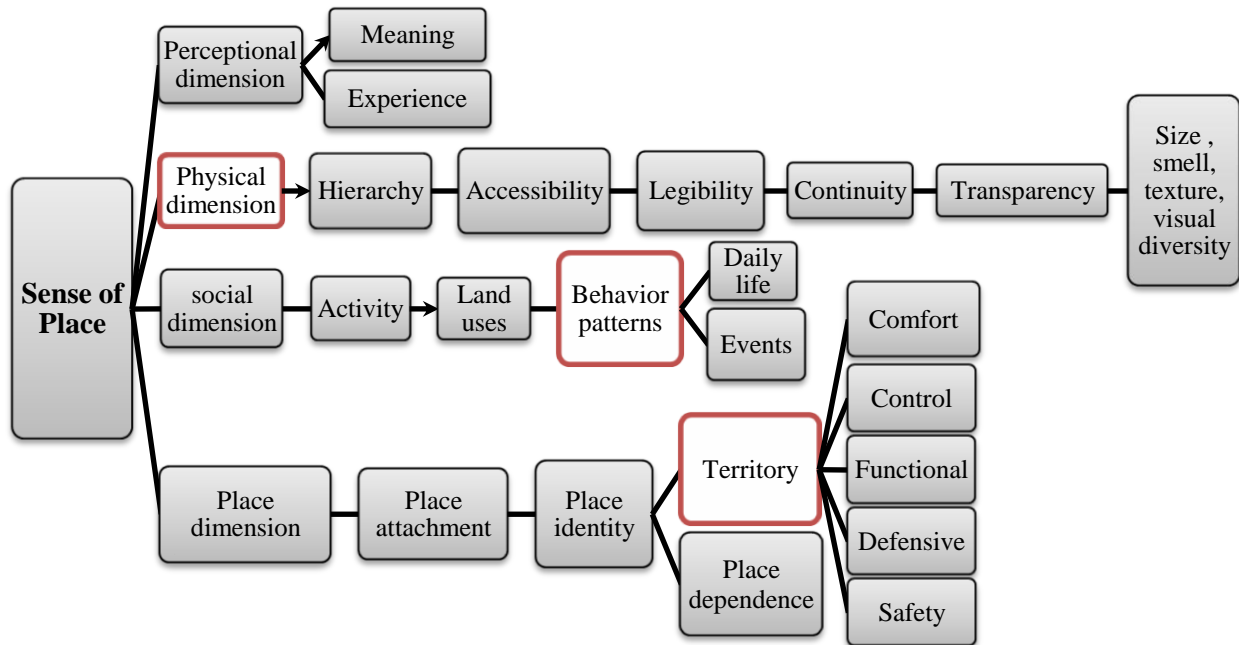 Sense of
Place
Perceptional
dimension
Meaning
Experience
Physical
dimension
Hierarchy
Accessibility
Legibility
Continuity
Transparency
Size ,
smell,
texture,
visual
diversity
social
dimension
Activity
Land
uses
Behavior
patterns
Daily
life
Events
Place
dimension
Place
attachment
Place
identity
Territory
Place
dependence
Comfort
Control
Functional
Defensive
Safety